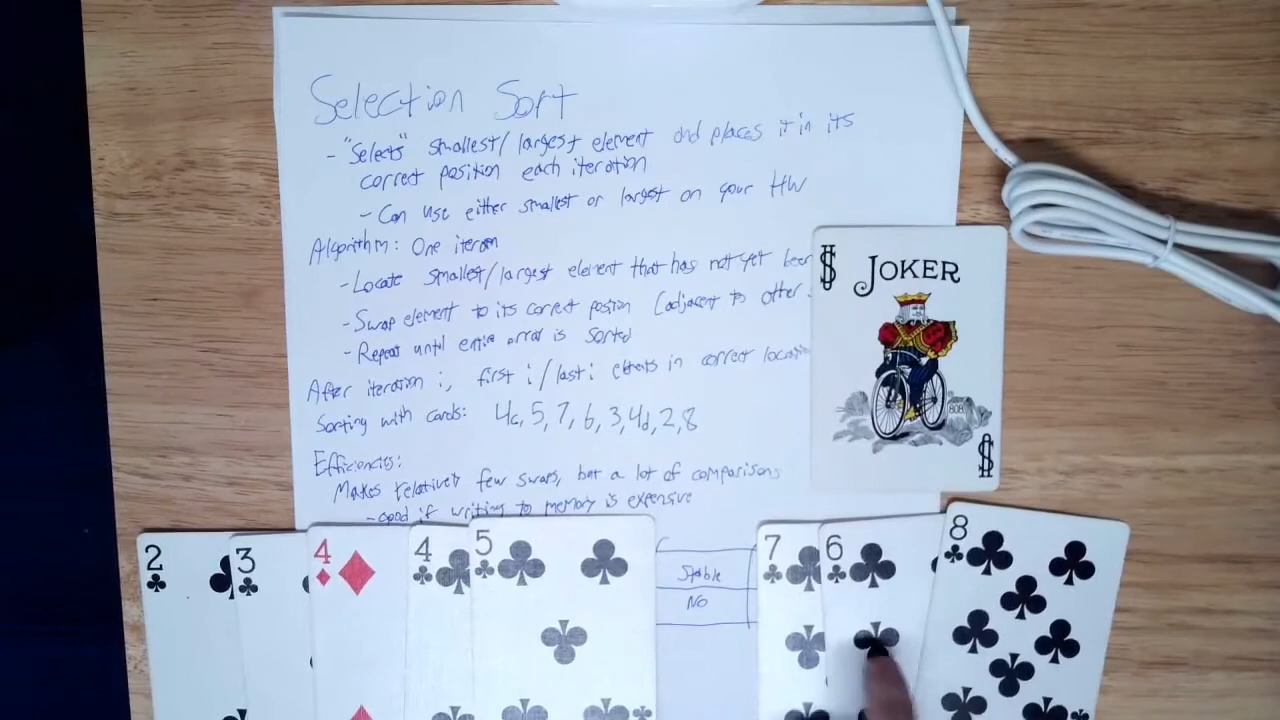 Selection Sort
- "Selects" smallest/largest element and places it in its
correct position each iteration
- Can use either smallest or largest on your HW
Algorithm: One iteration
- Locate smallest/largest element that has not yet been
- Swap element to its correct position (adjacent to other
- Repeat until entire array is sorted
After iteration i, first i/last i elements in correct location
Sorting with cards: 4c, 5, 7, 6, 3, 4d, 2, 8
Efficiencies:
Makes relatively few swaps, but a lot of comparisons
- good if writing to memory is expensive
Stable
NO
JOKER
808
2
3
4
4
5
7
6
8